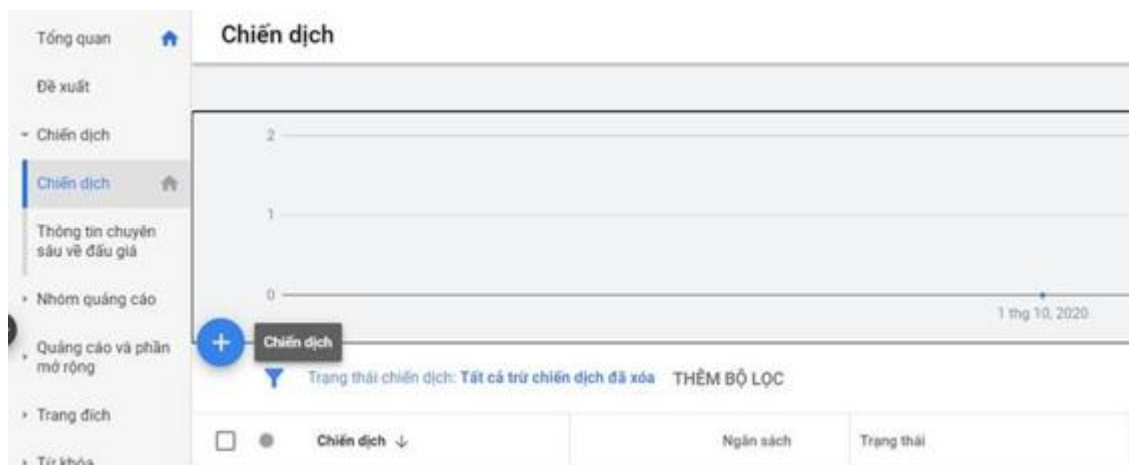 Tổng quan
Đề xuất
Chiến dịch
Chiến dịch
Thông tin chuyên
sâu về đấu giá
Nhóm quảng cáo
Quảng cáo và phần
mở rộng
Trang đích
Từ khóa
Chiến dịch
2
1
0
1 thg 10, 2020
Chiến dịch
Trạng thái chiến dịch: Tất cả trừ chiến dịch đã xóa THÊM BỘ LỌC
Chiến dịch ↓ Ngân sách Trạng thái